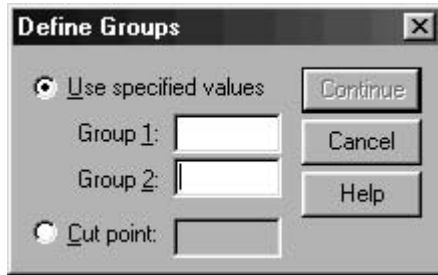 Define Groups
Use specified values
Continue
Group 1:
Cancel
Group 2:
Help
Cut point: